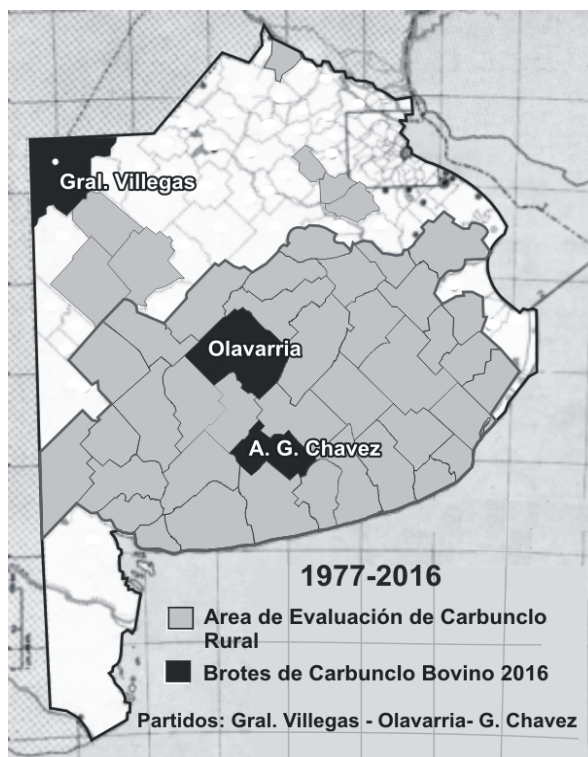 Gral. Villegas
Olavarria
A. G. Chavez
1977-2016
Area de Evaluación de Carbunclo
Rural
Brotes de Carbunclo Bovino 2016
Partidos: Gral. Villegas - Olavarria- G. Chavez